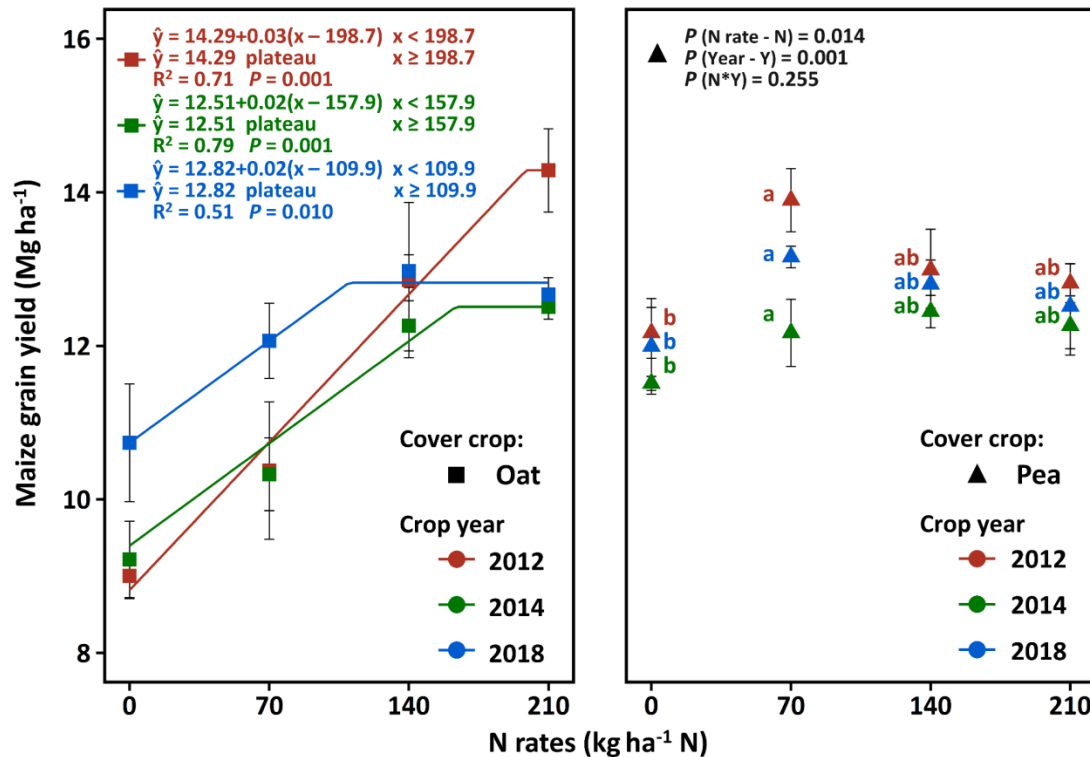 Maize grain yield (Mg ha⁻¹)
16
14
12
10
8
ŷ = 14.29+0.03(x – 198.7) x < 198.7
ŷ = 14.29 plateau x ≥ 198.7
R² = 0.71 P = 0.001
ŷ = 12.51+0.02(x – 157.9) x < 157.9
ŷ = 12.51 plateau x ≥ 157.9
R² = 0.79 P = 0.001
ŷ = 12.82+0.02(x – 109.9) x < 109.9
ŷ = 12.82 plateau x ≥ 109.9
R² = 0.51 P = 0.010
Cover crop:
Oat
Crop year
2012
2014
2018
0 70 140 210
P (N rate - N) = 0.014
P (Year - Y) = 0.001
P (N*Y) = 0.255
b
b
b
a
a
a
ab
ab
ab
ab
ab
ab
Cover crop:
Pea
Crop year
2012
2014
2018
0 70 140 210
N rates (kg ha⁻¹ N)